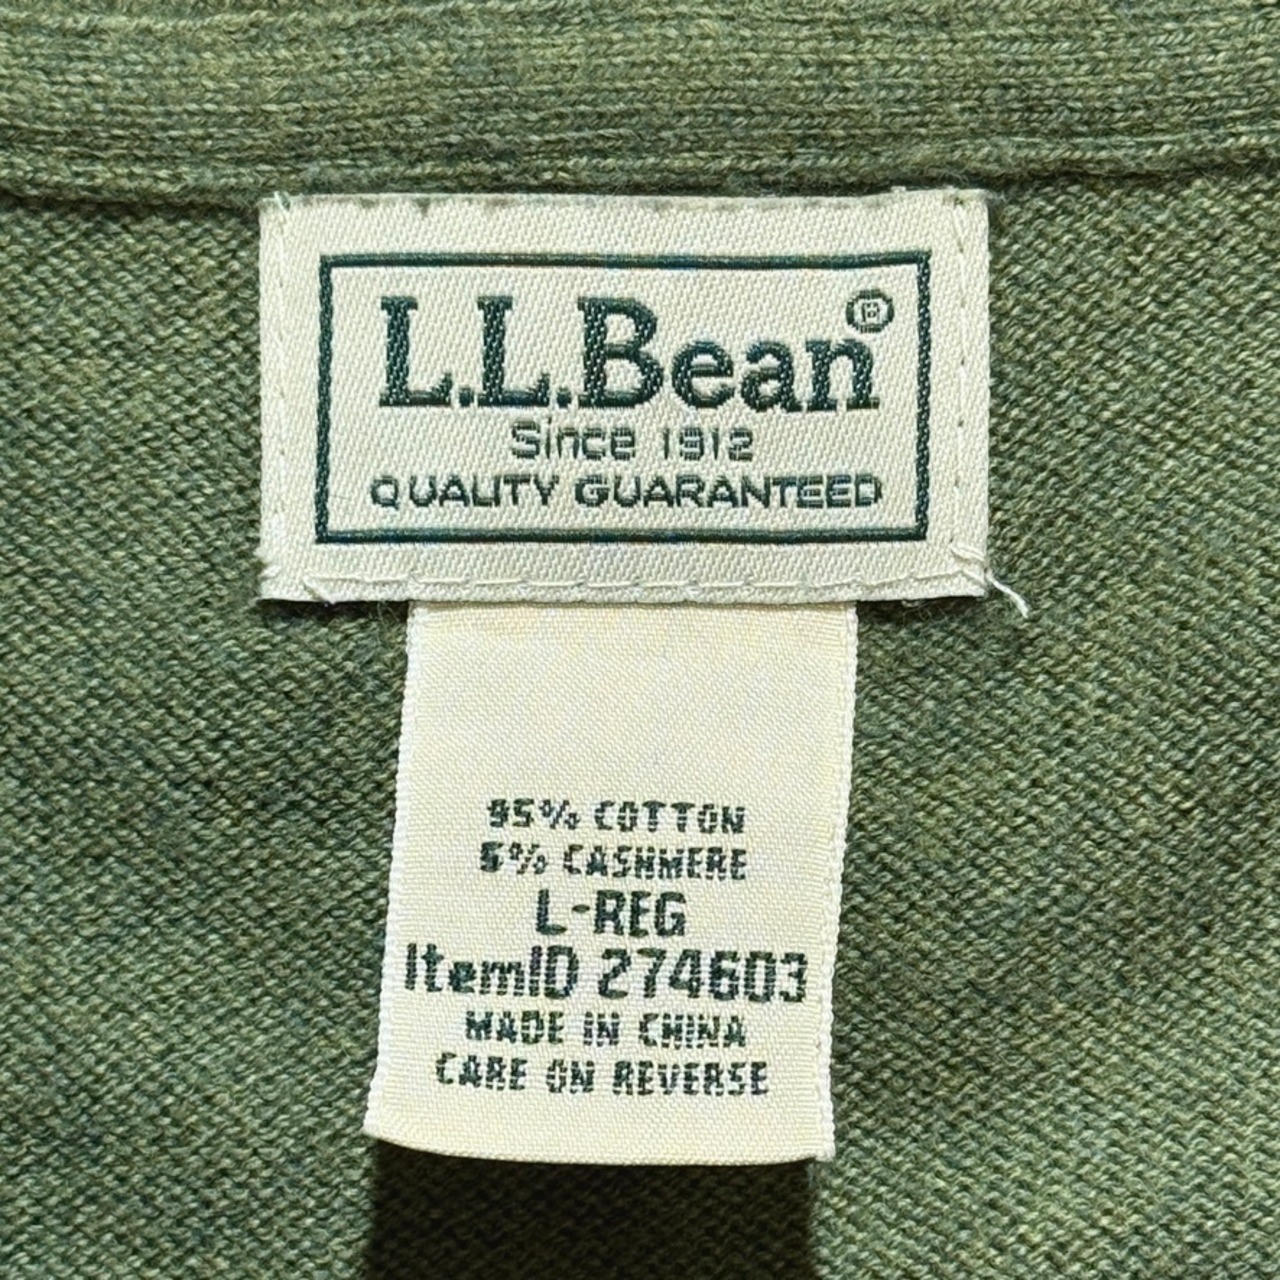 L.L.Bean®
Since 1912
QUALITY GUARANTEED
95% COTTON
5% CASHMERE
L-REG
ItemID 274603
MADE IN CHINA
CARE ON REVERSE